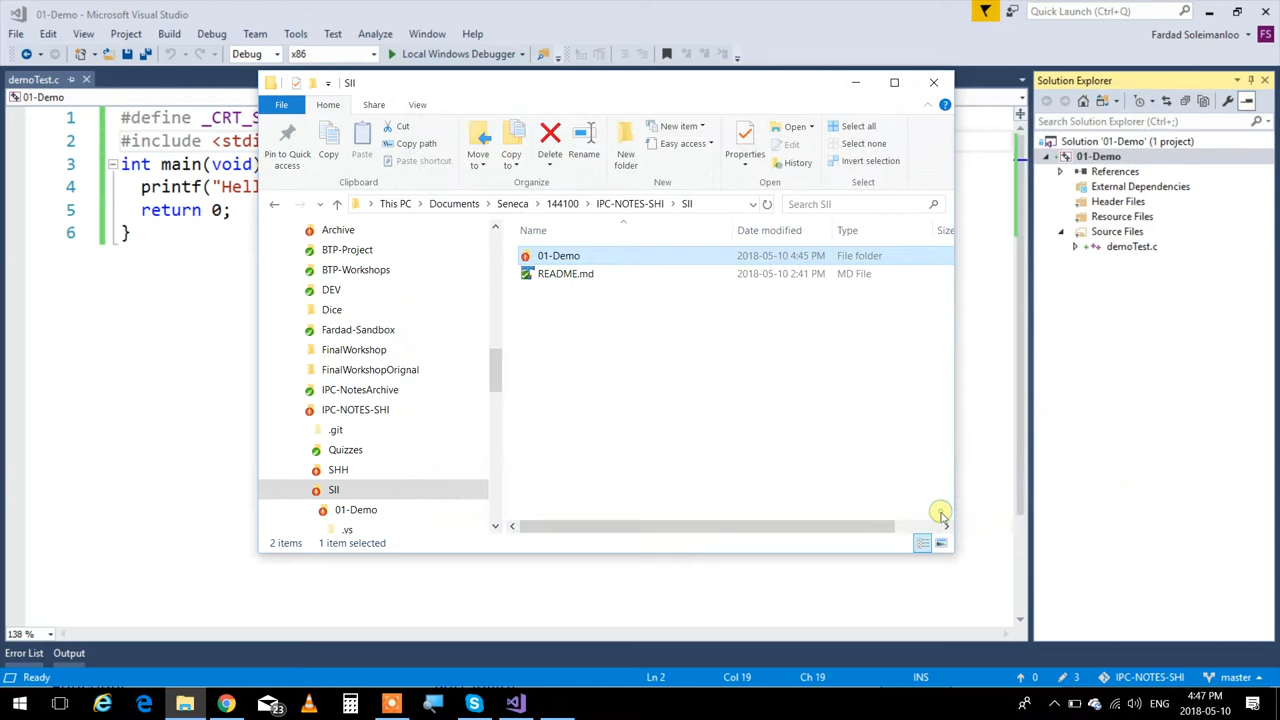 01-Demo - Microsoft Visual Studio
Quick Launch (Ctrl+Q)
File Edit View Project Build Debug Team Tools Test Analyze Window Help
Fardad Soleimanloo FS
Debug x86 Local Windows Debugger
demoTest.c
01-Demo
1 #define _CRT_S
2 #include <stdi
3 int main(void)
4 printf("Hell
5 return 0;
6 }
138 %
Error List Output
Ready Ln 2 Col 19 Ch 19 INS 0 3 IPC-NOTES-SHI master
SII
File Home Share View
Pin to Quick access
Copy
Paste
Cut
Copy path
Paste shortcut
Clipboard
Move to
Copy to
Delete
Rename
Organize
New folder
New item
Easy access
New
Properties
Open
Edit
History
Open
Select all
Select none
Invert selection
Select
This PC > Documents > Seneca > 144100 > IPC-NOTES-SHI > SII
Search SII
Archive
BTP-Project
BTP-Workshops
DEV
Dice
Fardad-Sandbox
FinalWorkshop
FinalWorkshopOrignal
IPC-NotesArchive
IPC-NOTES-SHI
.git
Quizzes
SHH
SII
01-Demo
.vs
Name Date modified Type Size
01-Demo 2018-05-10 4:45 PM File folder
README.md 2018-05-10 2:41 PM MD File
2 items 1 item selected
Solution Explorer
Search Solution Explorer
Solution '01-Demo' (1 project)
01-Demo
References
External Dependencies
Header Files
Resource Files
Source Files
demoTest.c
23
4:47 PM
2018-05-10